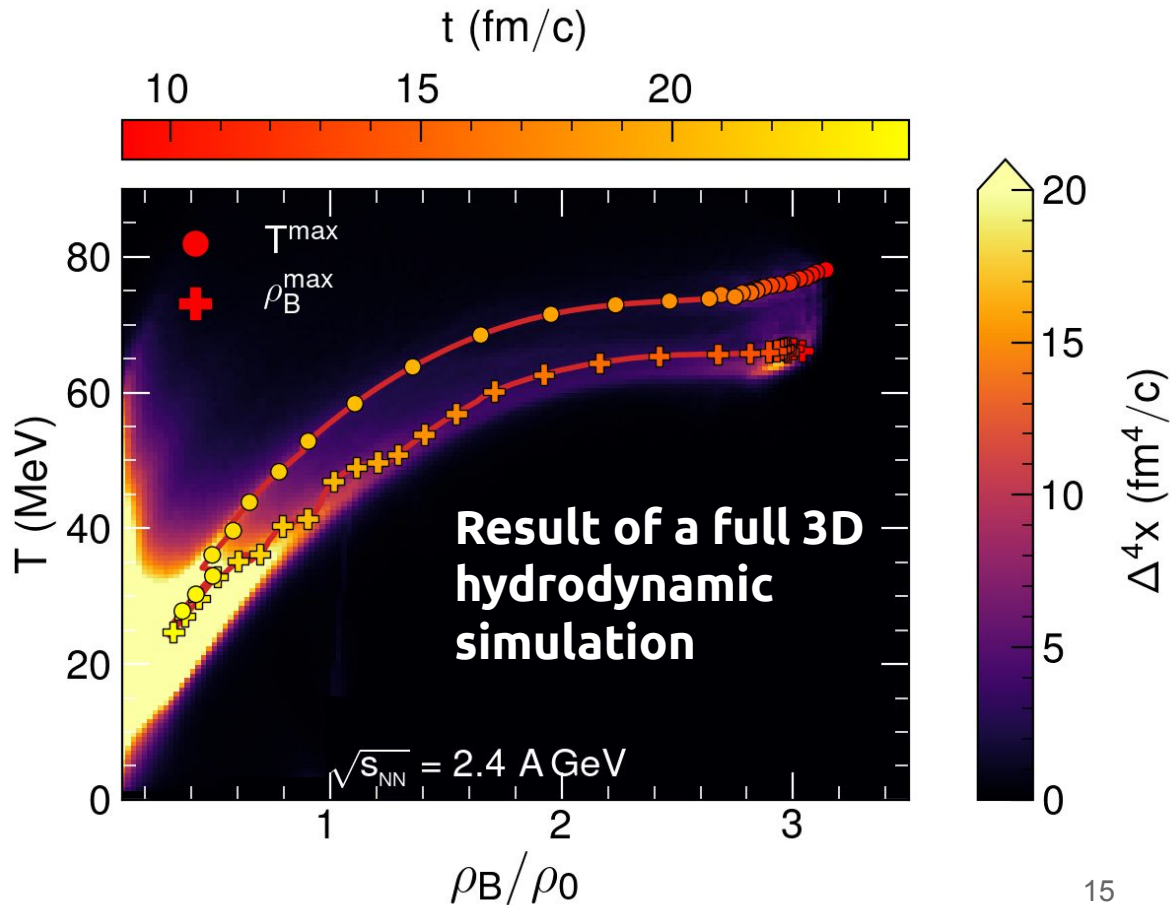 t (fm/c)
10 15 20
T^max
ρ_B^max
80
60
40
20
0
T (MeV)
Result of a full 3D
hydrodynamic
simulation
√s_NN = 2.4 A GeV
1 2 3
ρ_B/ρ_0
20
15
10
5
0
Δ⁴x (fm⁴/c)
15